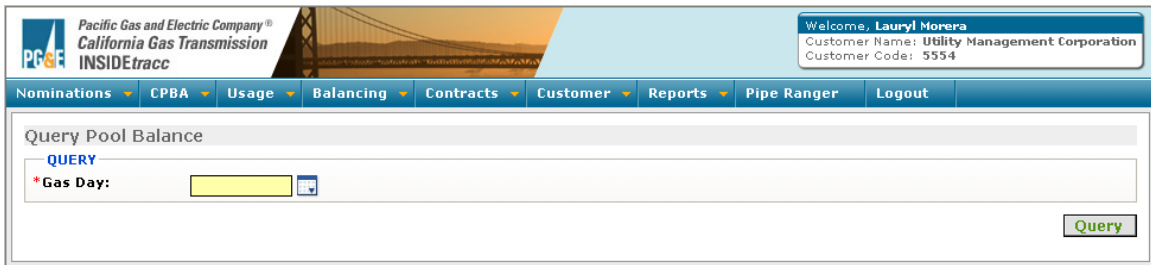 Pacific Gas and Electric Company®
California Gas Transmission
INSIDEtracc
PG&E
Welcome, Lauryl Morera
Customer Name: Utility Management Corporation
Customer Code: 5554
Nominations CPBA Usage Balancing Contracts Customer Reports Pipe Ranger Logout
Query Pool Balance
QUERY
*Gas Day:
Query